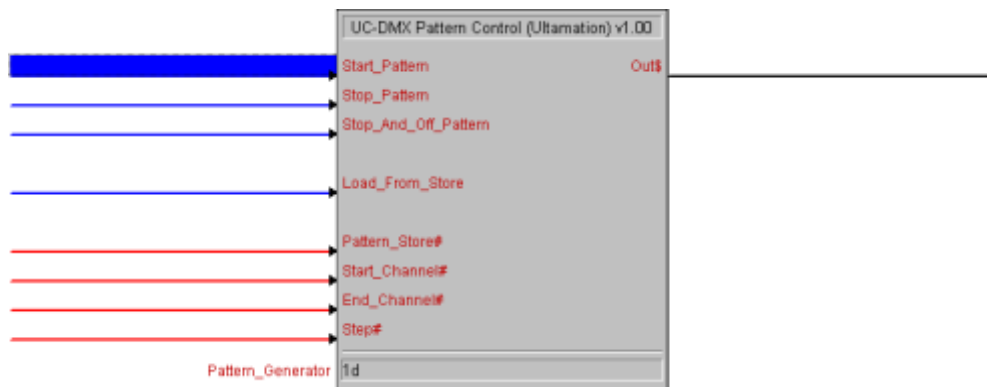 UC-DMX Pattern Control (Ultamation) v1.00
Start_Pattern Out$
Stop_Pattern
Stop_And_Off_Pattern
Load_From_Store
Pattern_Store#
Start_Channel#
End_Channel#
Step#
Pattern_Generator 1d